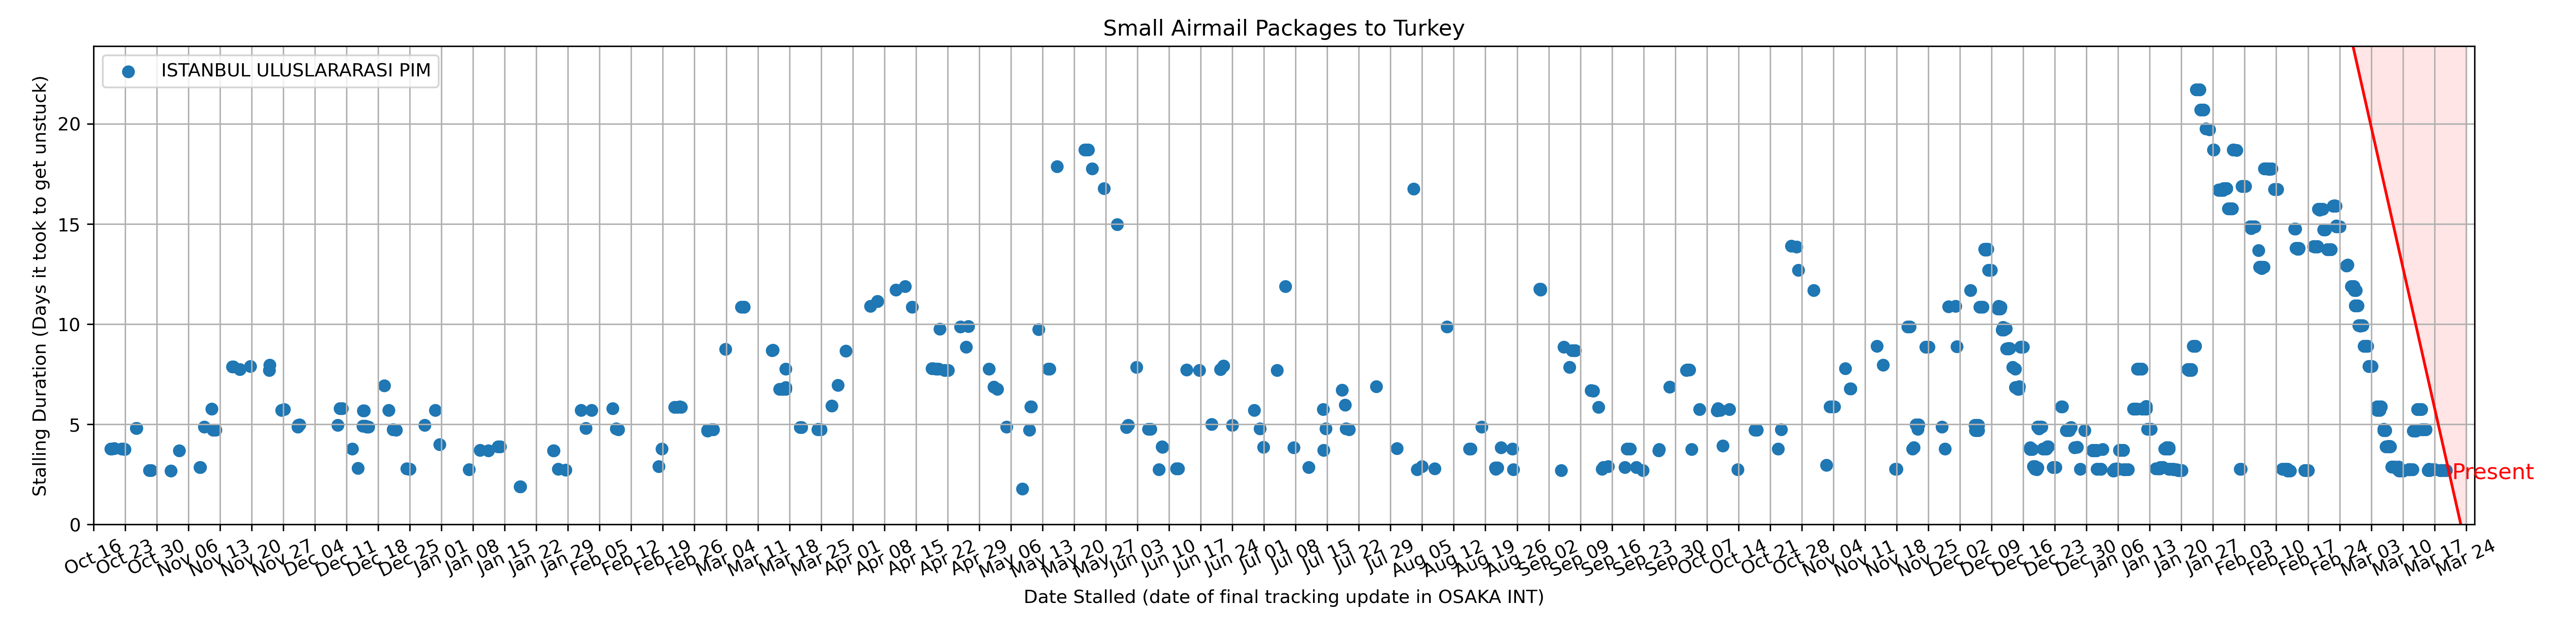 Small Airmail Packages to Turkey
ISTANBUL ULUSLARARASI PIM
Stalling Duration (Days it took to get unstuck)
20
15
10
5
0
Present
Oct 16
Oct 23
Oct 30
Nov 06
Nov 13
Nov 20
Nov 27
Dec 04
Dec 11
Dec 18
Dec 25
Jan 01
Jan 08
Jan 15
Jan 22
Jan 29
Feb 05
Feb 12
Feb 19
Feb 26
Mar 04
Mar 11
Mar 18
Mar 25
Apr 01
Apr 08
Apr 15
Apr 22
Apr 29
May 06
May 13
May 20
May 27
Jun 03
Jun 10
Jun 17
Jun 24
Jul 01
Jul 08
Jul 15
Jul 22
Jul 29
Aug 05
Aug 12
Aug 19
Aug 26
Sep 02
Sep 09
Sep 16
Sep 23
Sep 30
Oct 07
Oct 14
Oct 21
Oct 28
Nov 04
Nov 11
Nov 18
Nov 25
Dec 02
Dec 09
Dec 16
Dec 23
Dec 30
Jan 06
Jan 13
Jan 20
Jan 27
Feb 03
Feb 10
Feb 17
Feb 24
Mar 03
Mar 10
Mar 17
Mar 24
Date Stalled (date of final tracking update in OSAKA INT)